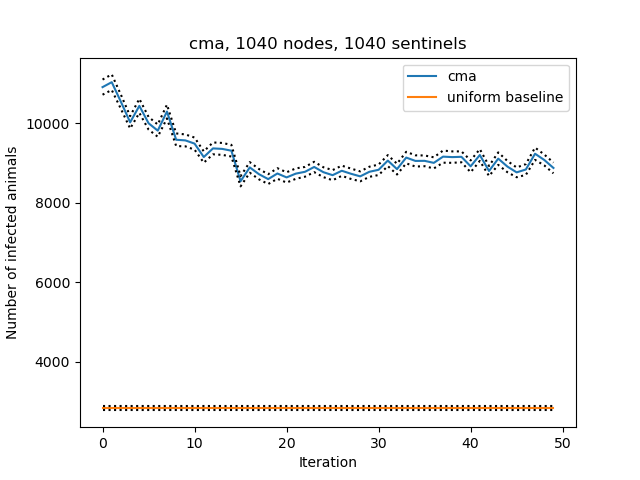 cma, 1040 nodes, 1040 sentinels
cma
uniform baseline
10000
8000
6000
4000
Number of infected animals
0 10 20 30 40 50
Iteration